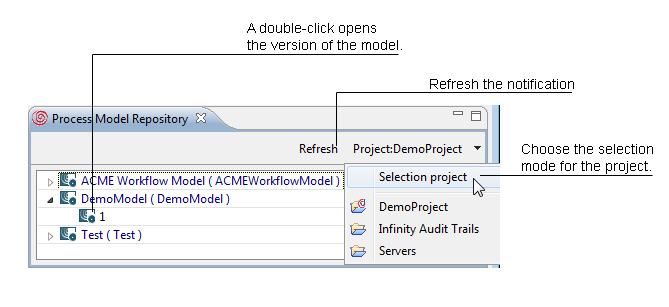 A double-click opens
the version of the model.
Refresh the notification
Process Model Repository
Refresh Project:DemoProject
Choose the selection
mode for the project.
ACME Workflow Model ( ACMEWorkflowModel )
Selection project
DemoModel ( DemoModel )
DemoProject
1
Infinity Audit Trails
Test ( Test )
Servers